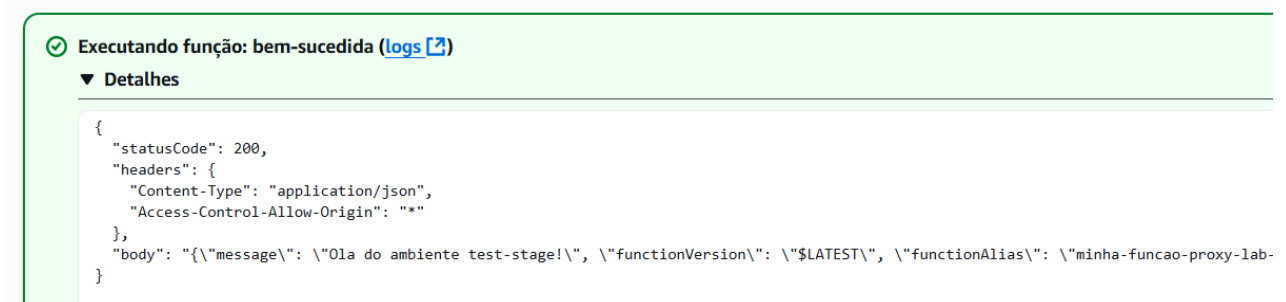 Executando função: bem-sucedida (logs)
Detalhes
{
"statusCode": 200,
"headers": {
"Content-Type": "application/json",
"Access-Control-Allow-Origin": "*"
},
"body": "{\"message\": \"Ola do ambiente test-stage!\", \"functionVersion\": \"$LATEST\", \"functionAlias\": \"minha-funcao-proxy-lab-
}